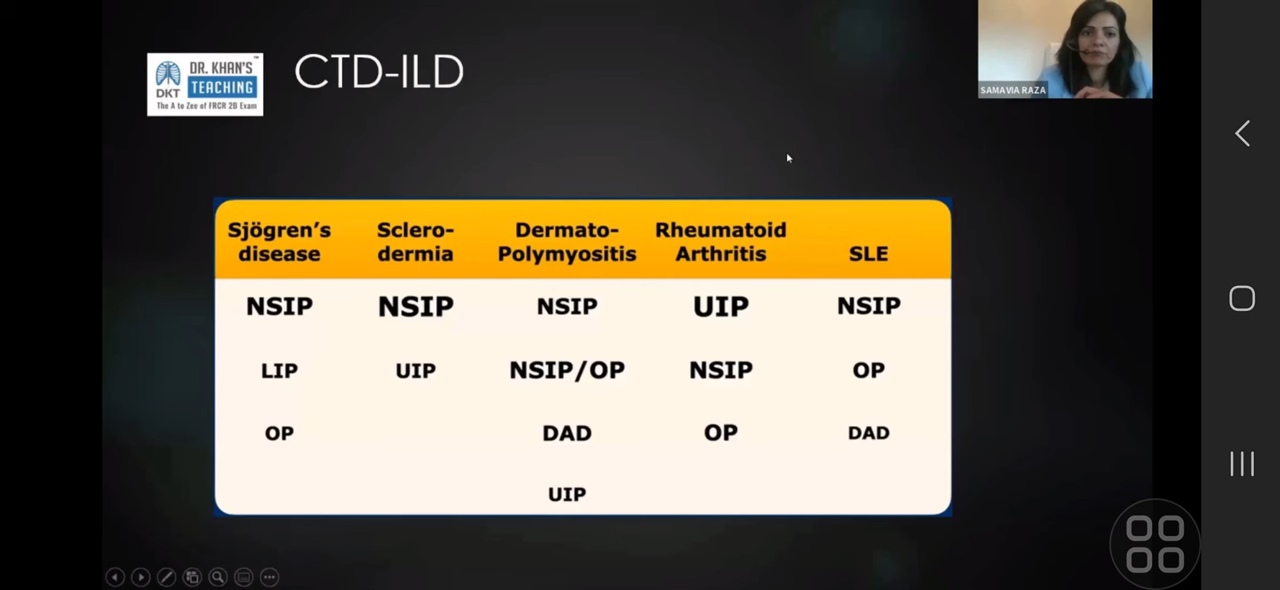 DR. KHAN'S
DKT TEACHING
The A to Zee of FRCR 2B Exam
CTD-ILD
SAMAVIA RAZA
Sjögren's disease
Sclero-dermia
Dermato-Polymyositis
Rheumatoid Arthritis
SLE
NSIP NSIP NSIP UIP NSIP
LIP UIP NSIP/OP NSIP OP
OP DAD OP DAD
UIP